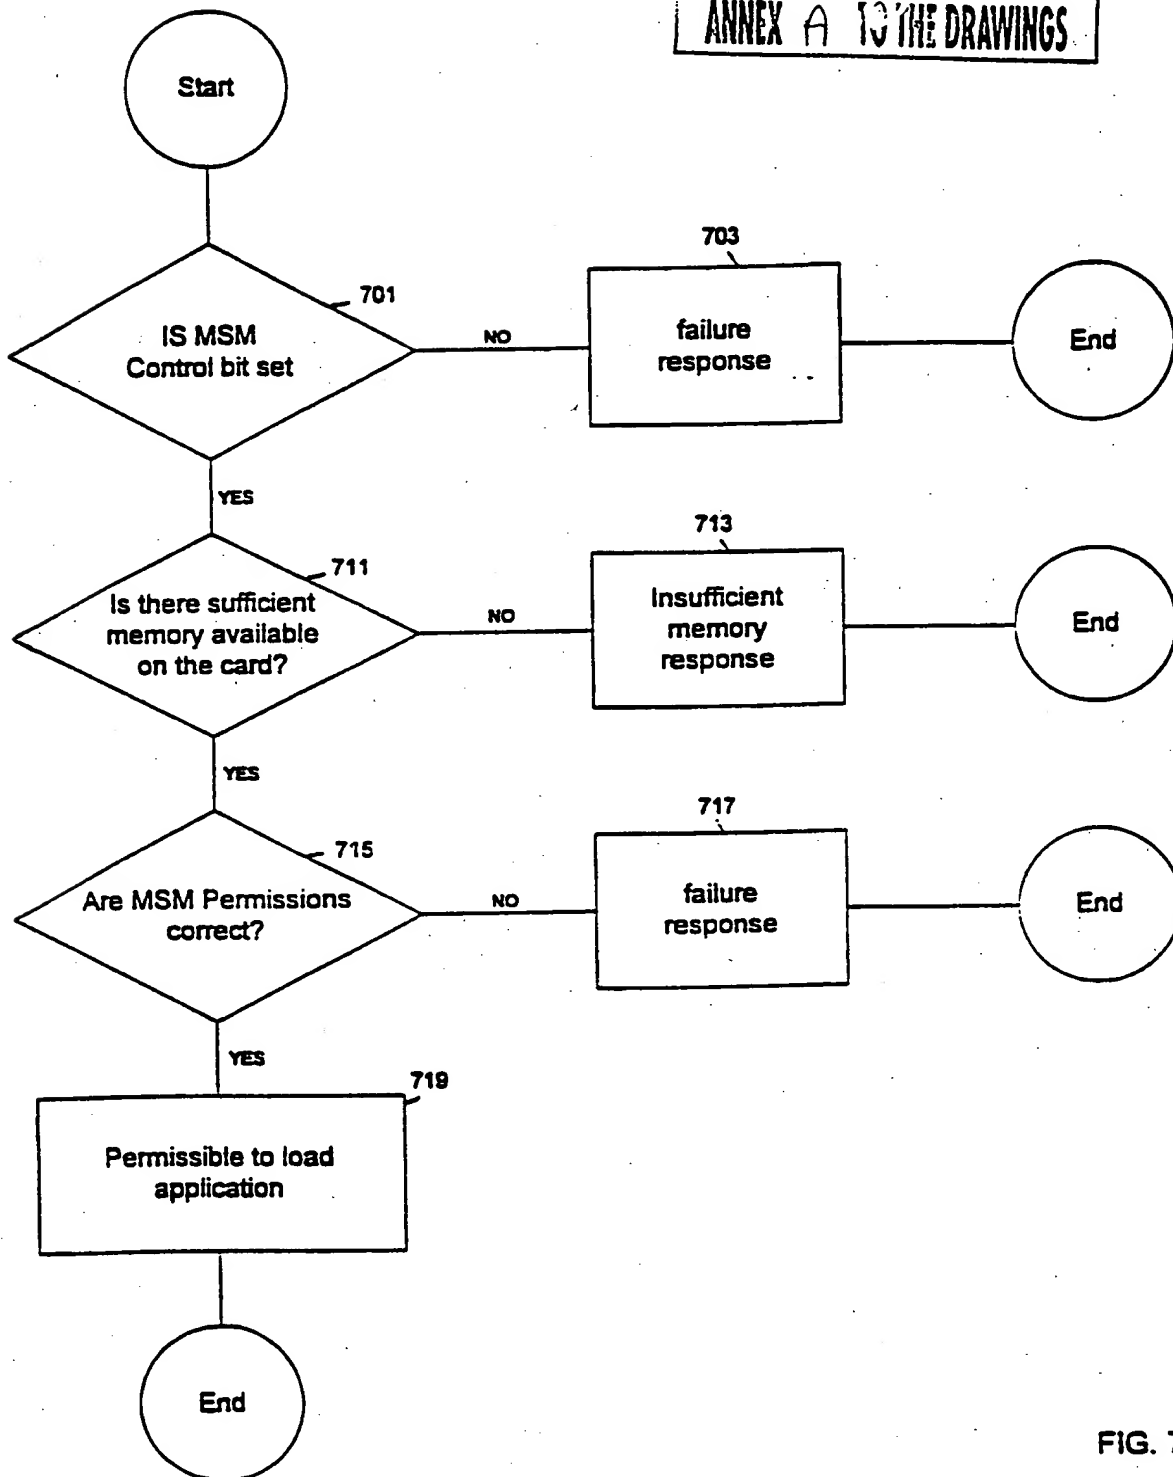 ANNEX A TO THE DRAWINGS
Start
703
701
IS MSM
Control bit set
NO
failure
response
End
YES
713
711
Is there sufficient
memory available
on the card?
NO
Insufficient
memory
response
End
YES
717
715
Are MSM Permissions
correct?
NO
failure
response
End
YES
719
Permissible to load
application
End
FIG. 7